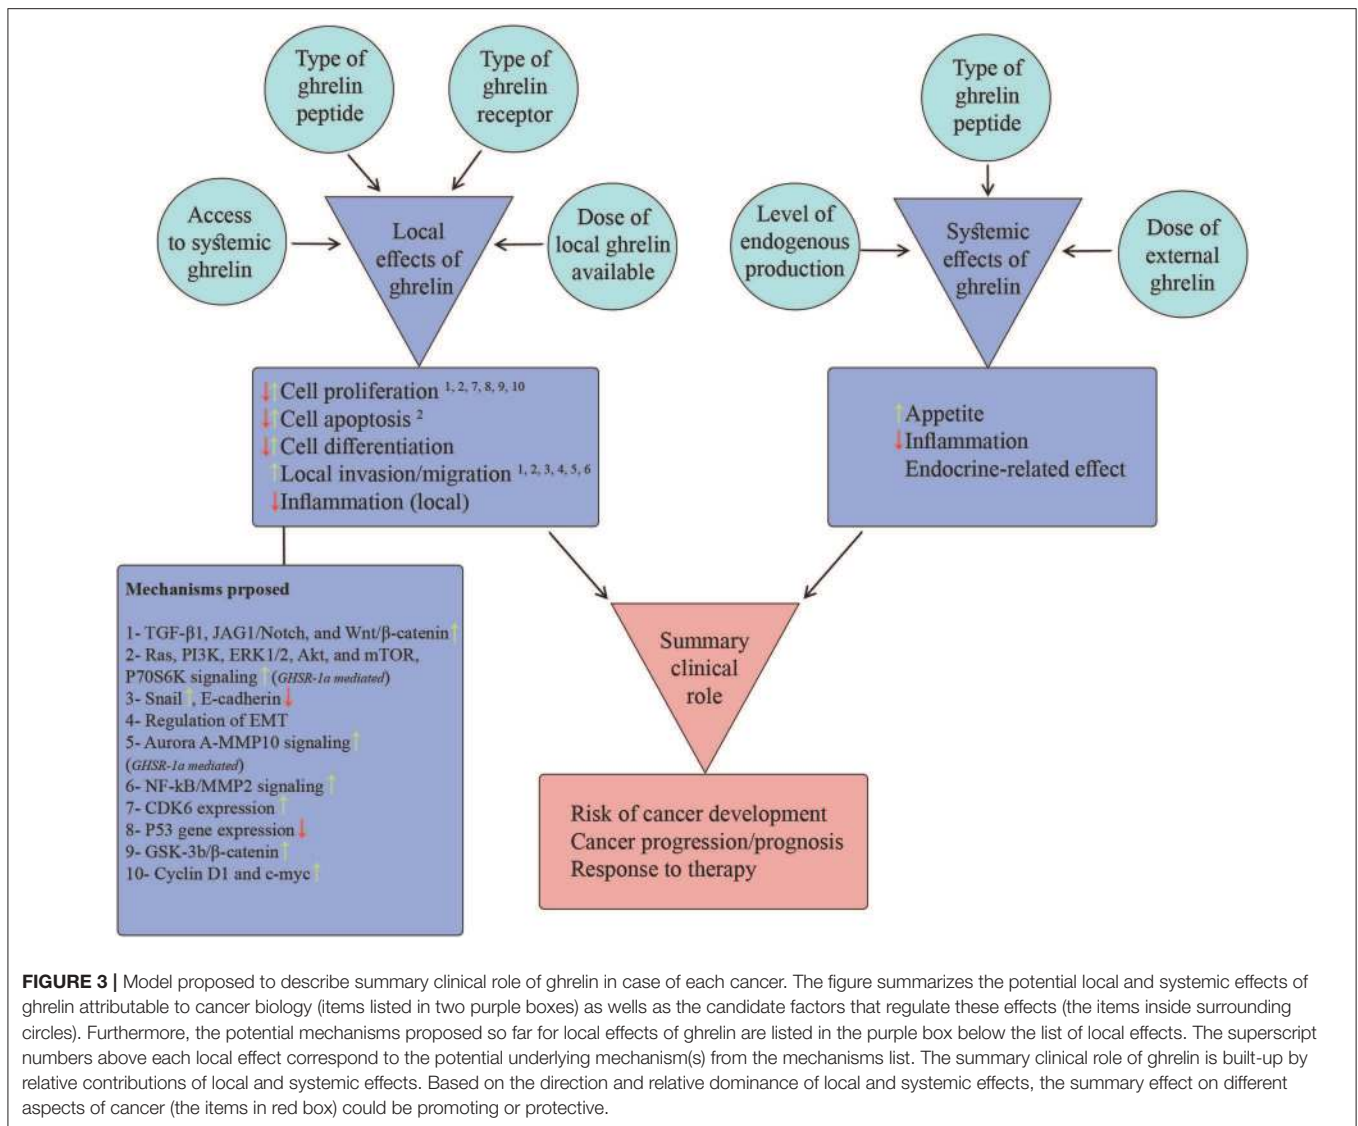 Type of
ghrelin
peptide
Type of
ghrelin
receptor
Type of
ghrelin
peptide
Access
to systemic
ghrelin
Local
effects of
ghrelin
Dose of
local ghrelin
available
Level of
endogenous
production
Systemic
effects of
ghrelin
Dose of
external
ghrelin
↓↑Cell proliferation 1, 2, 7, 8, 9, 10
↓↑Cell apoptosis 2
↓↑Cell differentiation
↑Local invasion/migration 1, 2, 3, 4, 5, 6
↓Inflammation (local)
↑Appetite
↓Inflammation
Endocrine-related effect
Mechanisms prposed
1- TGF-β1, JAG1/Notch, and Wnt/β-catenin↑
2- Ras, PI3K, ERK1/2, Akt, and mTOR,
P70S6K signaling↑(GHSR-1a mediated)
3- Snail↑, E-cadherin↓
4- Regulation of EMT
5- Aurora A-MMP10 signaling↑
(GHSR-1a mediated)
6- NF-kB/MMP2 signaling↑
7- CDK6 expression↑
8- P53 gene expression↓
9- GSK-3b/β-catenin↑
10- Cyclin D1 and c-myc↑
Summary
clinical
role
Risk of cancer development
Cancer progression/prognosis
Response to therapy
FIGURE 3 | Model proposed to describe summary clinical role of ghrelin in case of each cancer. The figure summarizes the potential local and systemic effects of
ghrelin attributable to cancer biology (items listed in two purple boxes) as wells as the candidate factors that regulate these effects (the items inside surrounding
circles). Furthermore, the potential mechanisms proposed so far for local effects of ghrelin are listed in the purple box below the list of local effects. The superscript
numbers above each local effect correspond to the potential underlying mechanism(s) from the mechanisms list. The summary clinical role of ghrelin is built-up by
relative contributions of local and systemic effects. Based on the direction and relative dominance of local and systemic effects, the summary effect on different
aspects of cancer (the items in red box) could be promoting or protective.